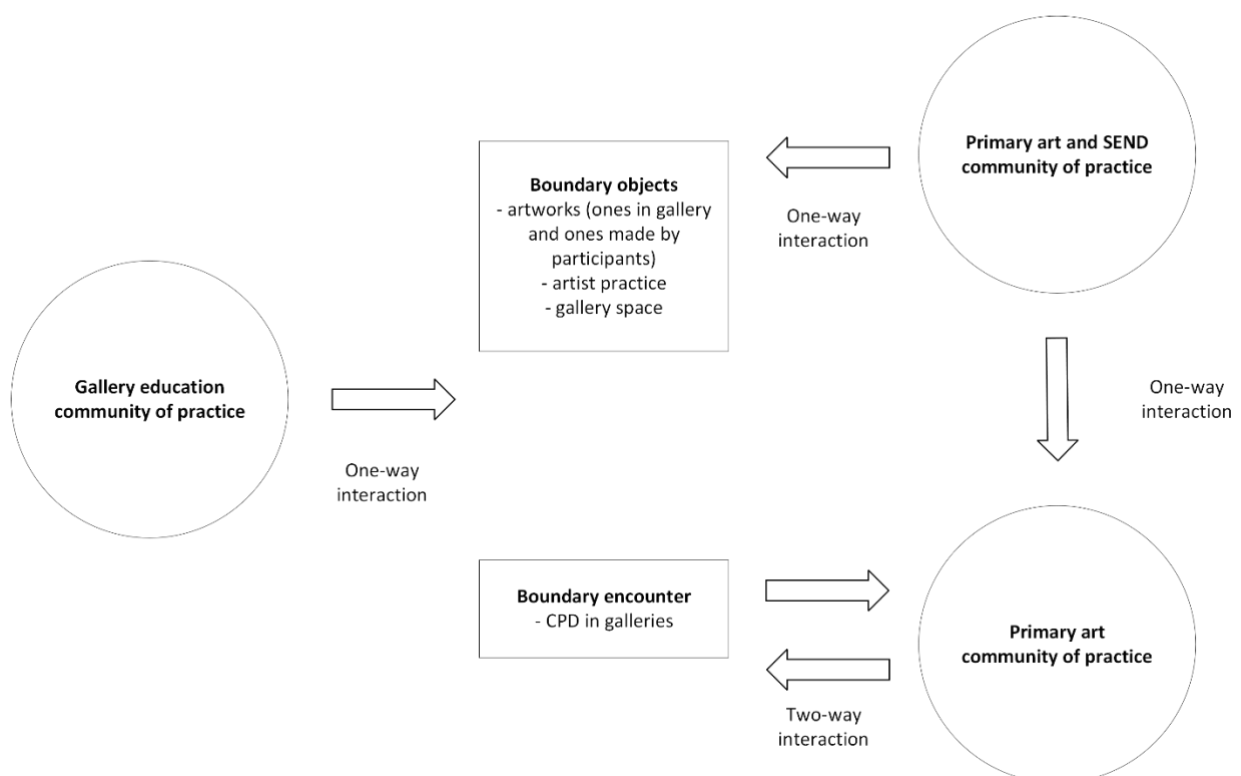 Primary art and SEND
community of practice
Boundary objects
- artworks (ones in gallery
and ones made by
participants)
- artist practice
- gallery space
One-way
interaction
Gallery education
community of practice
One-way
interaction
One-way
interaction
Boundary encounter
- CPD in galleries
Primary art
community of practice
Two-way
interaction